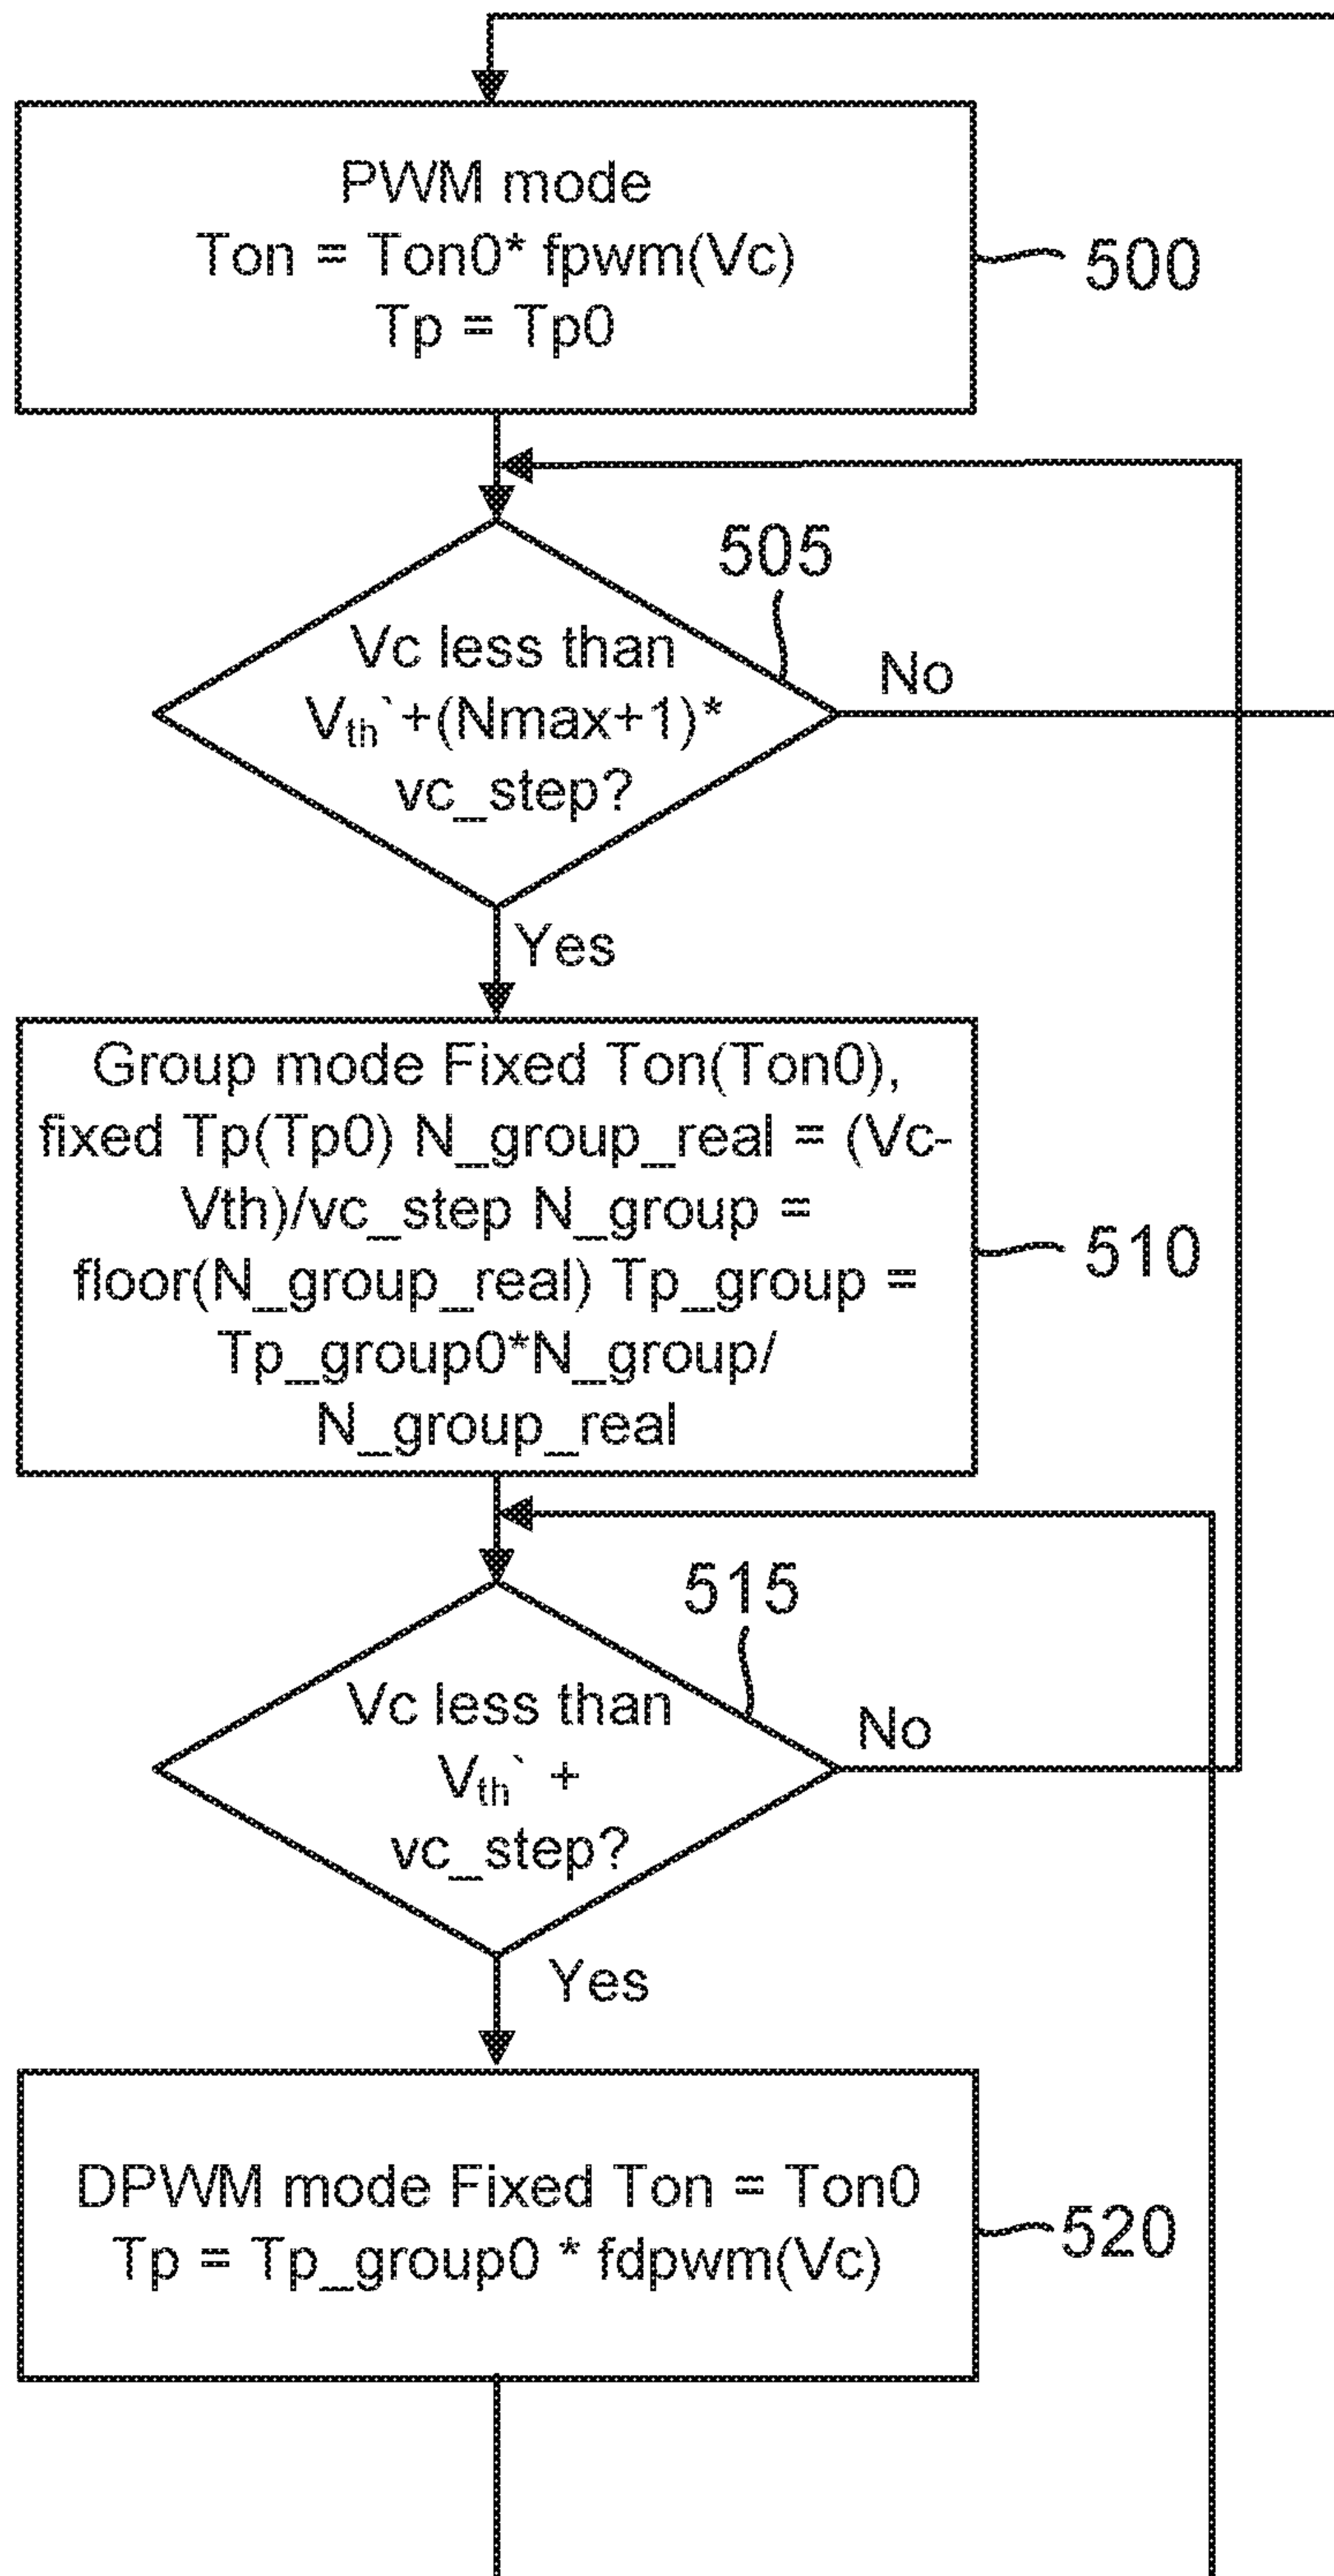 PWM mode
Ton = Ton0* fpwm(Vc)
Tp = Tp0
500
505
Vc less than
Vth`+(Nmax+1)*
vc_step?
No
Yes
Group mode Fixed Ton(Ton0),
fixed Tp(Tp0) N_group_real = (Vc-
Vth)/vc_step N_group =
floor(N_group_real) Tp_group =
Tp_group0*N_group/
N_group_real
510
515
Vc less than
Vth` +
vc_step?
No
Yes
DPWM mode Fixed Ton = Ton0
Tp = Tp_group0 * fdpwm(Vc)
520